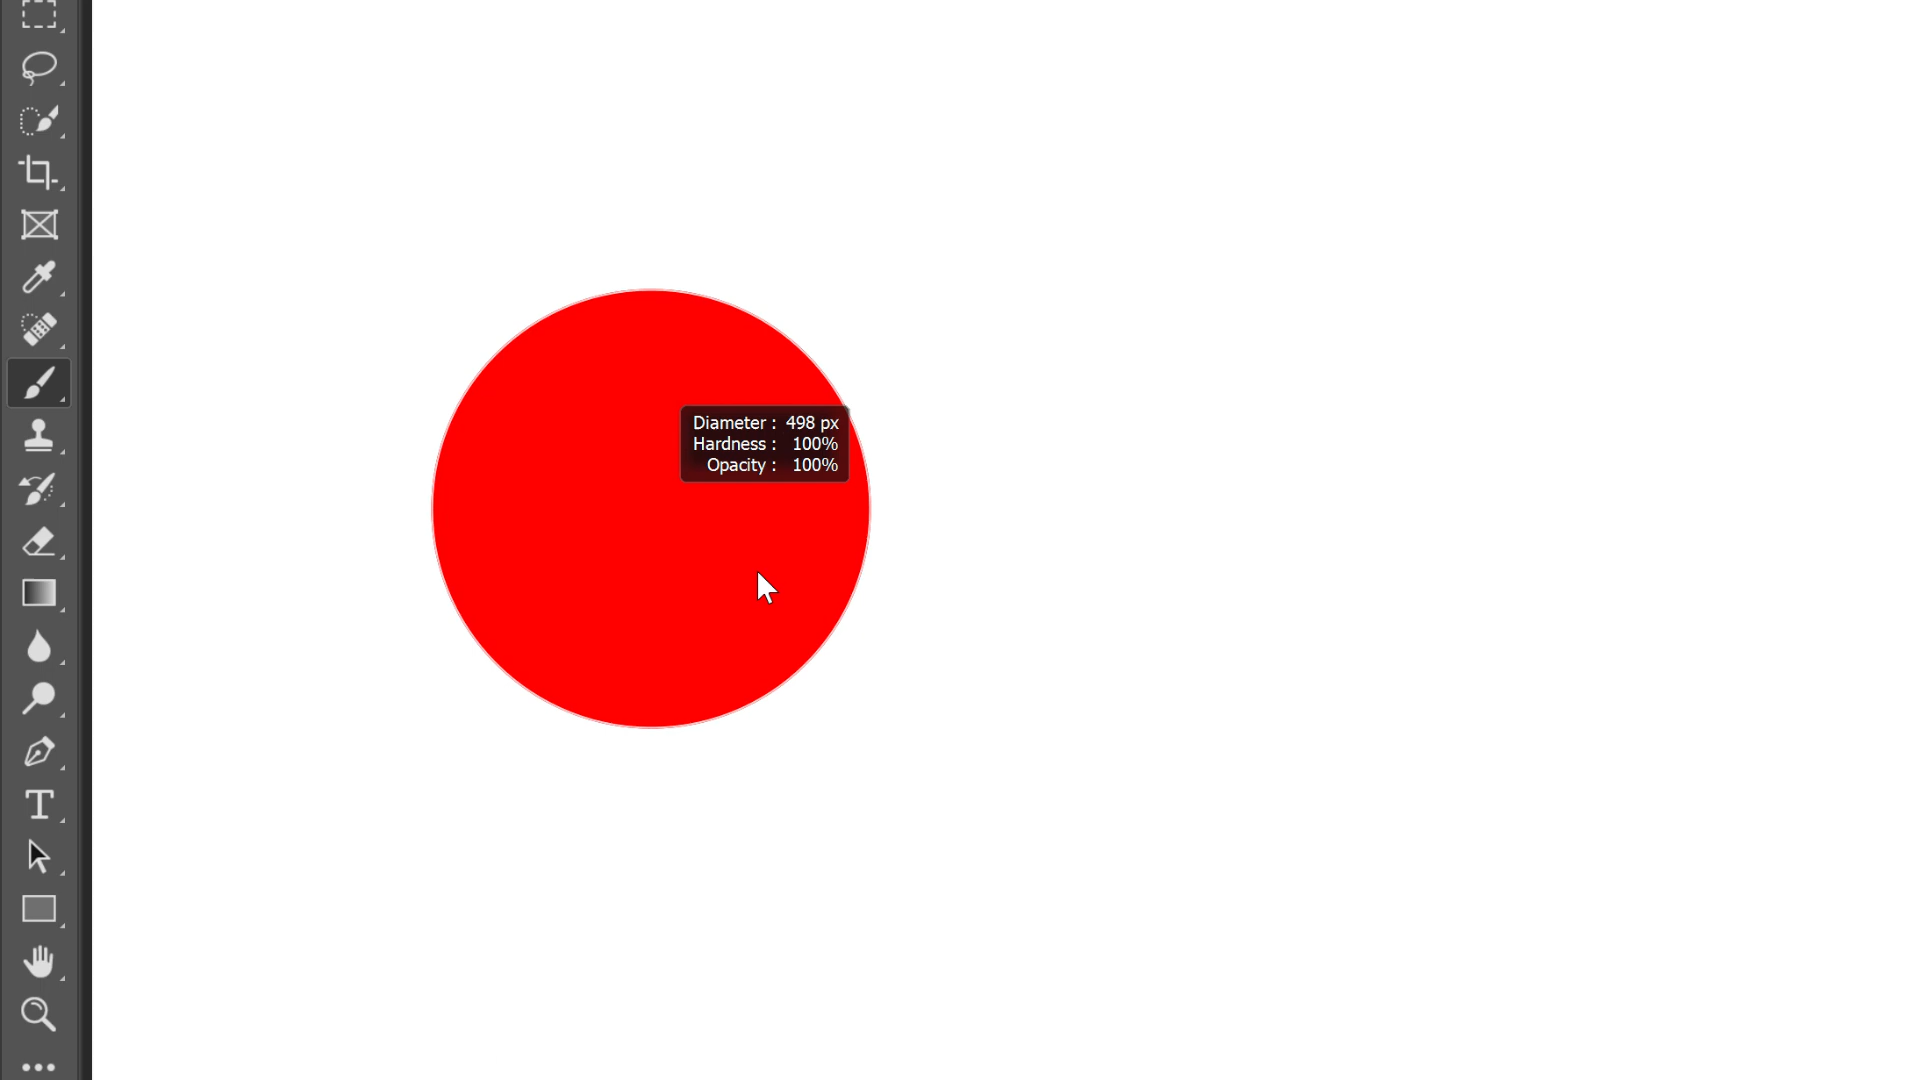 Diameter : 498 px
Hardness : 100%
Opacity : 100%